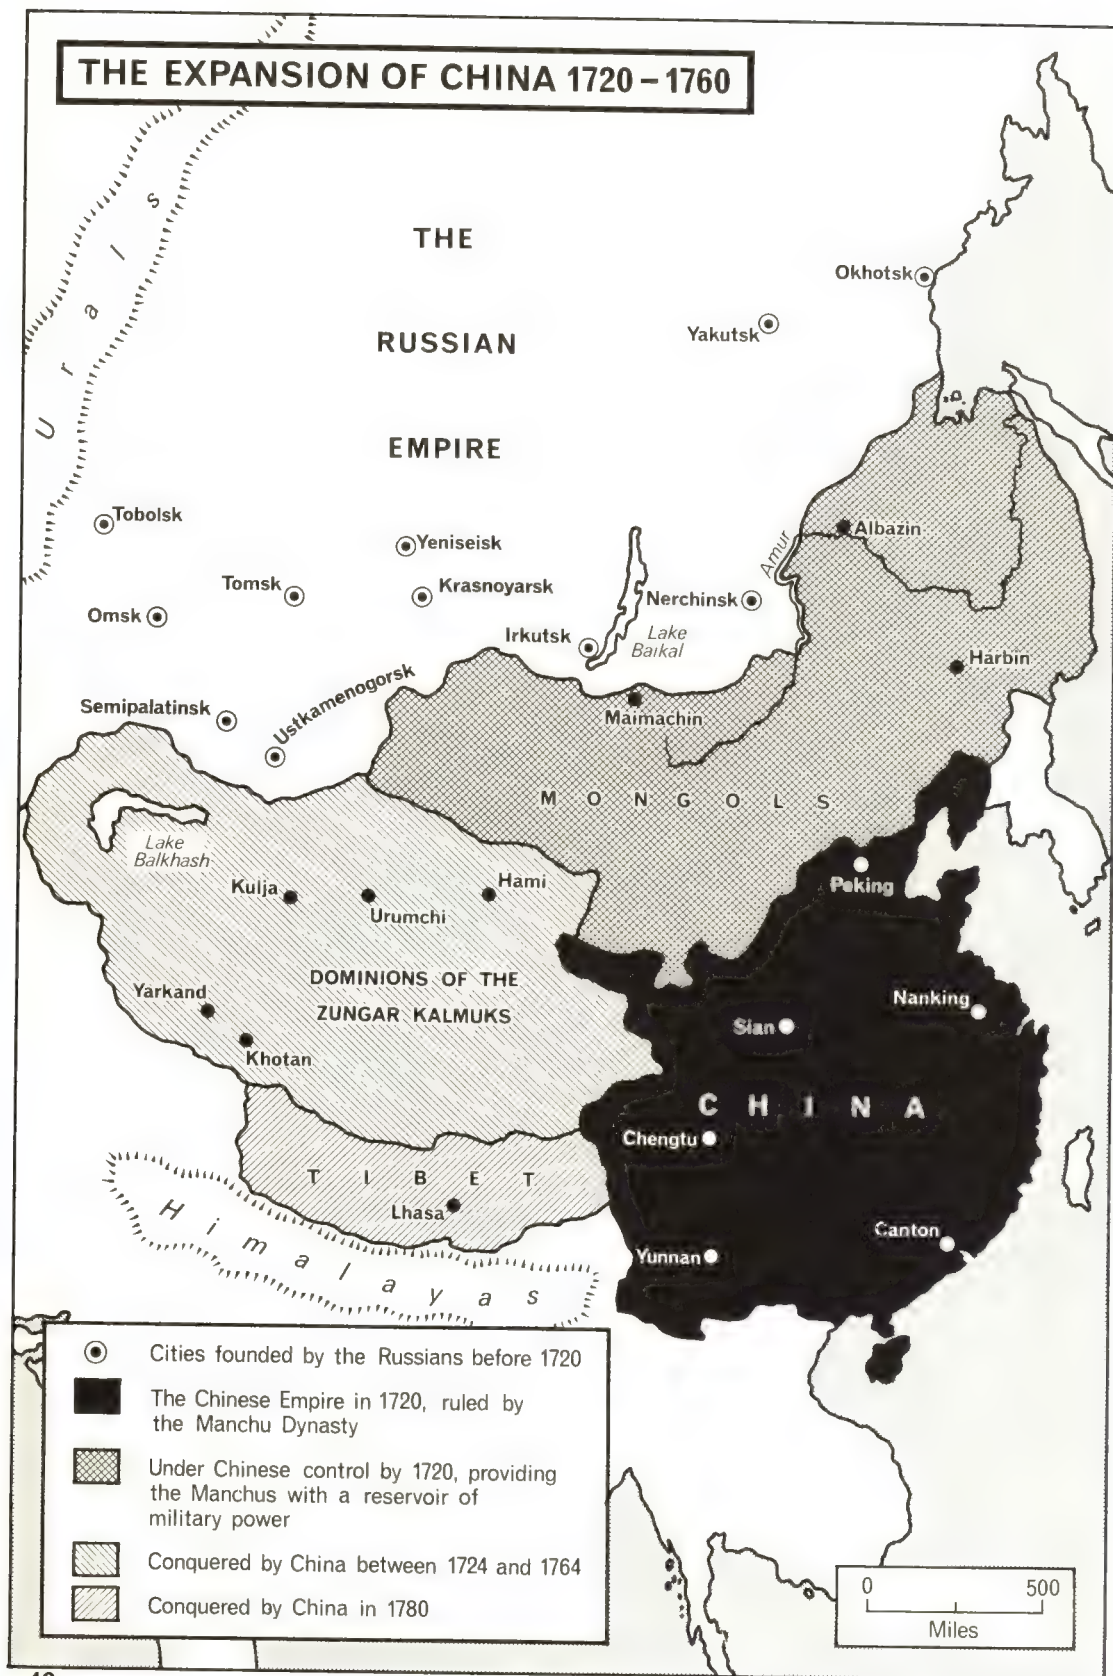 THE EXPANSION OF CHINA 1720–1760
Urals
THE
RUSSIAN
EMPIRE
Okhotsk
Yakutsk
Tobolsk
Yeniseisk
Albazin
Amur
Tomsk
Krasnoyarsk
Nerchinsk
Omsk
Irkutsk
Lake
Baikal
Harbin
Semipalatinsk
Ustkamenogorsk
Maimachin
MONGOLS
Lake
Balkhash
Peking
Kulja
Urumchi
Hami
DOMINIONS OF THE
ZUNGAR KALMUKS
Yarkand
Khotan
Nanking
Sian
CHINA
Chengtu
TIBET
Lhasa
Himalayas
Canton
Yunnan
Cities founded by the Russians before 1720
The Chinese Empire in 1720, ruled by
the Manchu Dynasty
Under Chinese control by 1720, providing
the Manchus with a reservoir of
military power
Conquered by China between 1724 and 1764
Conquered by China in 1780
0 500
Miles